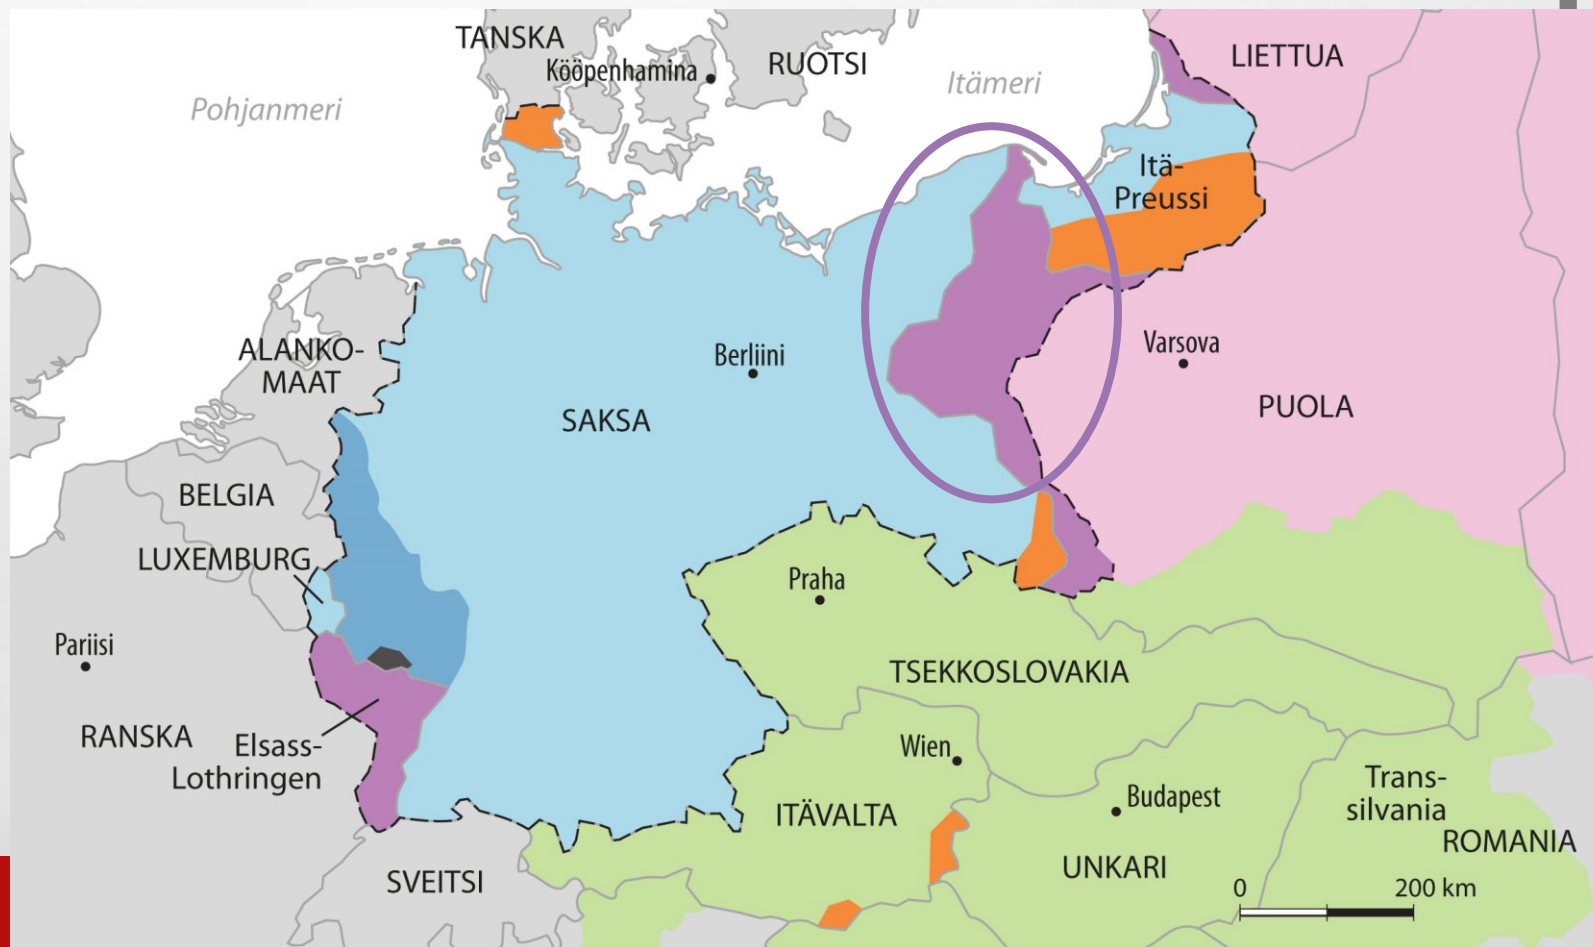 TANSKA
Kööpenhamina
RUOTSI
Itämeri
LIETTUA
Pohjanmeri
Itä-
Preussi
ALANKO-
MAAT
Berliini
Varsova
SAKSA
PUOLA
BELGIA
LUXEMBURG
Praha
Pariisi
TSEKKOSLOVAKIA
RANSKA
Elsass-
Lothringen
Wien
Budapest
Trans-
silvania
ITÄVALTA
ROMANIA
UNKARI
SVEITSI
0 200 km